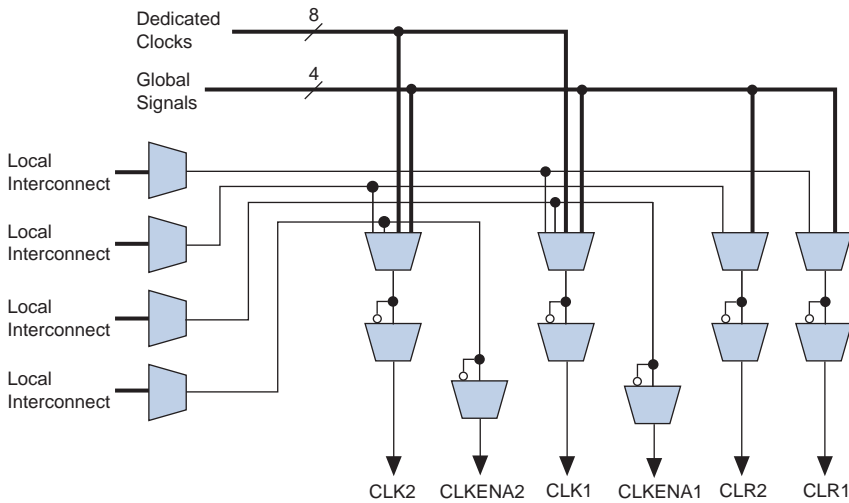 Dedicated
Clocks
8
Global
Signals
4
Local
Interconnect
Local
Interconnect
Local
Interconnect
Local
Interconnect
CLK2 CLKENA2 CLK1 CLKENA1 CLR2 CLR1